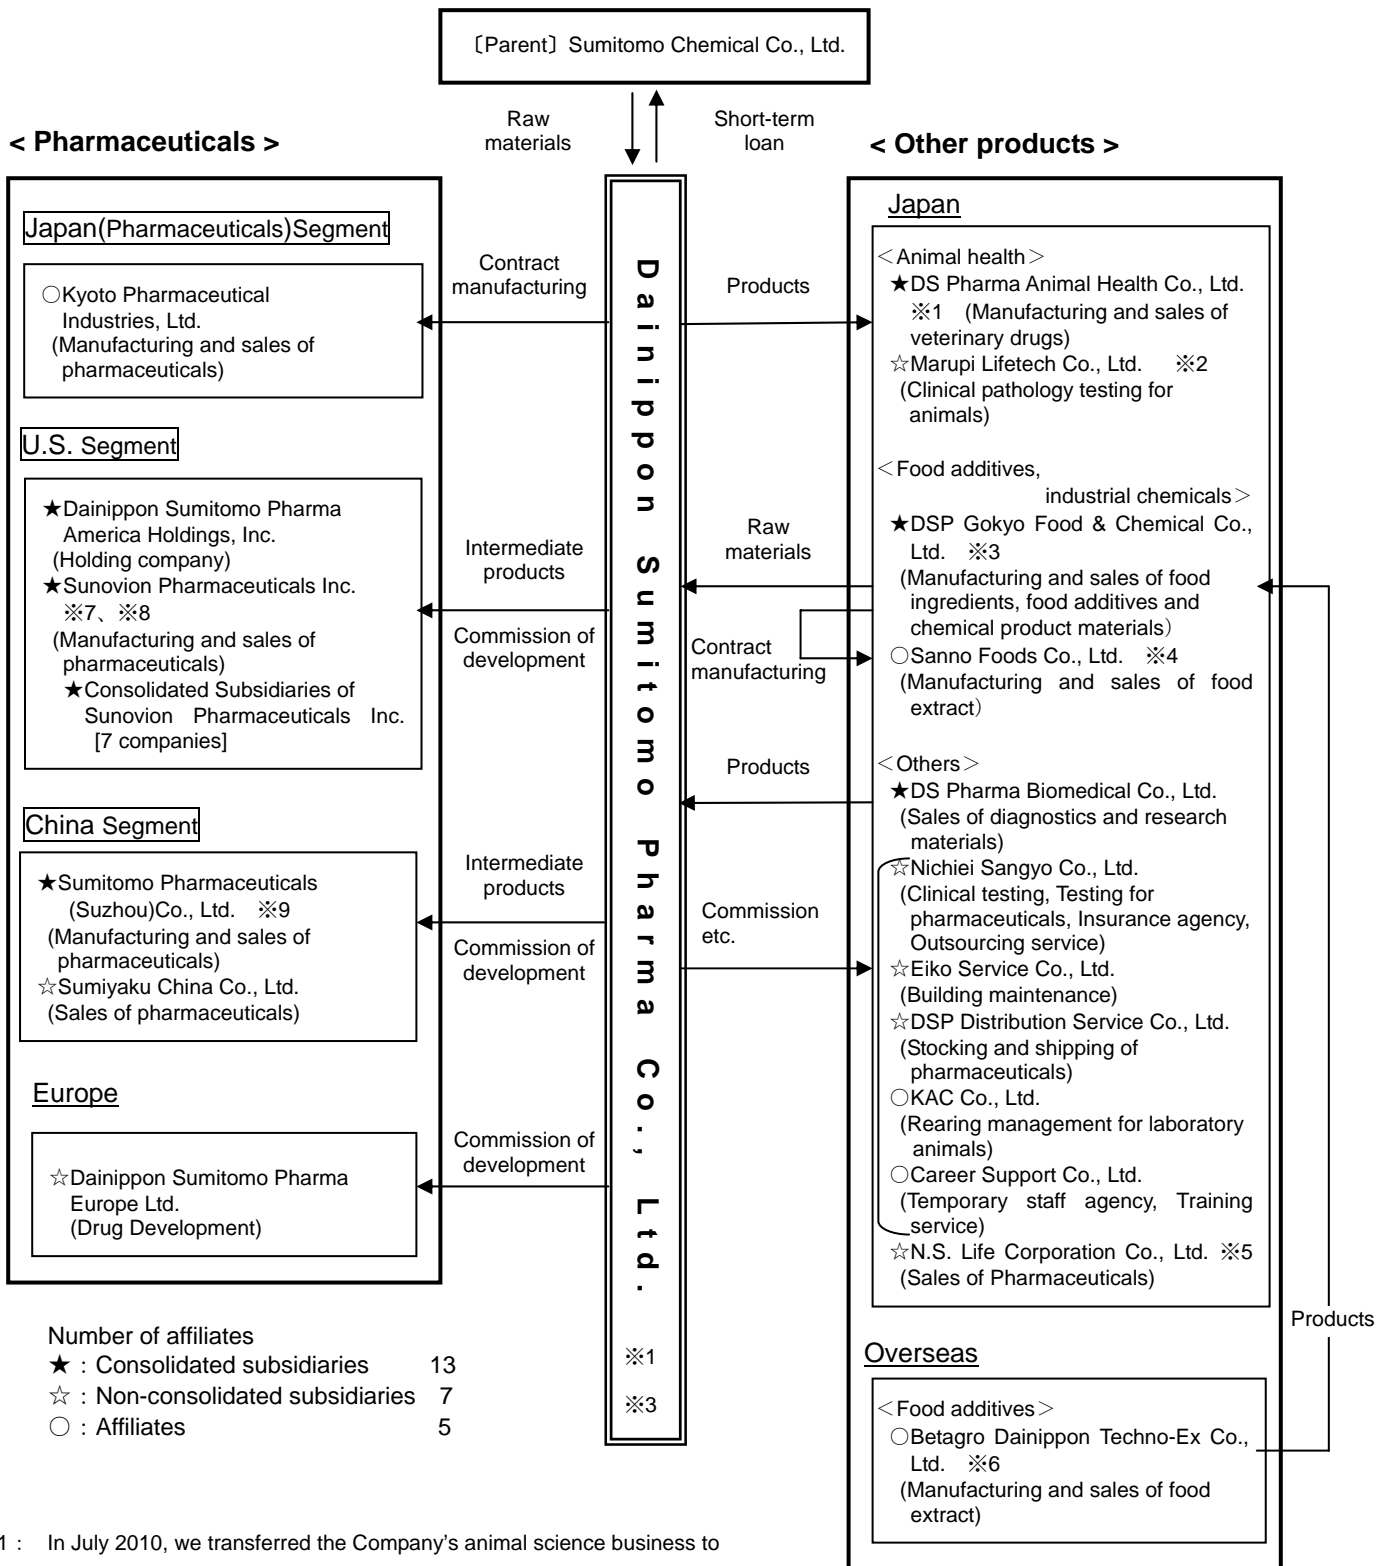 〔Parent〕Sumitomo Chemical Co., Ltd.
Raw
materials
Short-term
loan
< Pharmaceuticals >
< Other products >
Japan(Pharmaceuticals)Segment
○Kyoto Pharmaceutical
Industries, Ltd.
(Manufacturing and sales of
pharmaceuticals)
U.S. Segment
★Dainippon Sumitomo Pharma
America Holdings, Inc.
(Holding company)
★Sunovion Pharmaceuticals Inc.
※7、※8
(Manufacturing and sales of
pharmaceuticals)
★Consolidated Subsidiaries of
Sunovion Pharmaceuticals Inc.
[7 companies]
China Segment
★Sumitomo Pharmaceuticals
(Suzhou)Co., Ltd. ※9
(Manufacturing and sales of
pharmaceuticals)
☆Sumiyaku China Co., Ltd.
(Sales of pharmaceuticals)
Europe
☆Dainippon Sumitomo Pharma
Europe Ltd.
(Drug Development)
Contract
manufacturing
Intermediate
products
Commission of
development
Intermediate
products
Commission of
development
Commission of
development
Dainippon Sumitomo Pharma Co., Ltd.
※1
※3
Products
Raw
materials
Contract
manufacturing
Products
Commission
etc.
Japan
＜Animal health＞
★DS Pharma Animal Health Co., Ltd.
※1 (Manufacturing and sales of
veterinary drugs)
☆Marupi Lifetech Co., Ltd. ※2
(Clinical pathology testing for
animals)
＜Food additives,
industrial chemicals＞
★DSP Gokyo Food & Chemical Co.,
Ltd. ※3
(Manufacturing and sales of food
ingredients, food additives and
chemical product materials）
○Sanno Foods Co., Ltd. ※4
(Manufacturing and sales of food
extract）
＜Others＞
★DS Pharma Biomedical Co., Ltd.
(Sales of diagnostics and research
materials)
☆Nichiei Sangyo Co., Ltd.
(Clinical testing, Testing for
pharmaceuticals, Insurance agency,
Outsourcing service)
☆Eiko Service Co., Ltd.
(Building maintenance)
☆DSP Distribution Service Co., Ltd.
(Stocking and shipping of
pharmaceuticals)
○KAC Co., Ltd.
(Rearing management for laboratory
animals)
○Career Support Co., Ltd.
(Temporary staff agency, Training
service)
☆N.S. Life Corporation Co., Ltd. ※5
(Sales of Pharmaceuticals)
Products
Overseas
＜Food additives＞
○Betagro Dainippon Techno-Ex Co.,
Ltd. ※6
(Manufacturing and sales of food
extract)
Number of affiliates
★ : Consolidated subsidiaries 13
☆ : Non-consolidated subsidiaries 7
○ : Affiliates 5
1 : In July 2010, we transferred the Company's animal science business to